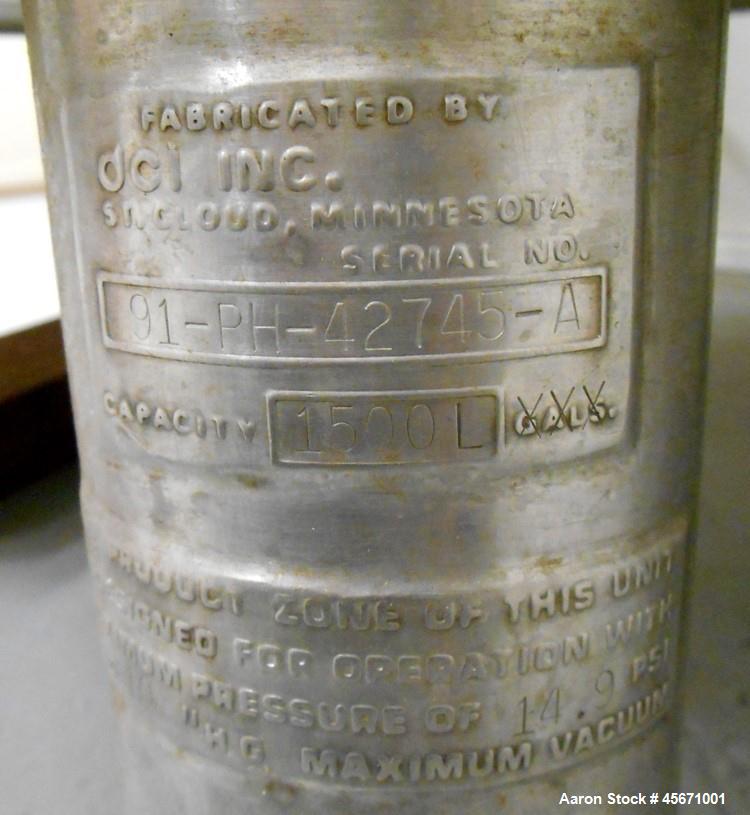 FABRICATED BY
DCI INC.
ST. CLOUD, MINNESOTA
SERIAL NO.
91-PH-42745-A
CAPACITY 1500 L GALS.
PRODUCT ZONE OF THIS UNIT
FOR OPERATION WITH
PRESSURE OF 14.9 PSI
"H.G. MAXIMUM VACUUM
Aaron Stock # 45671001